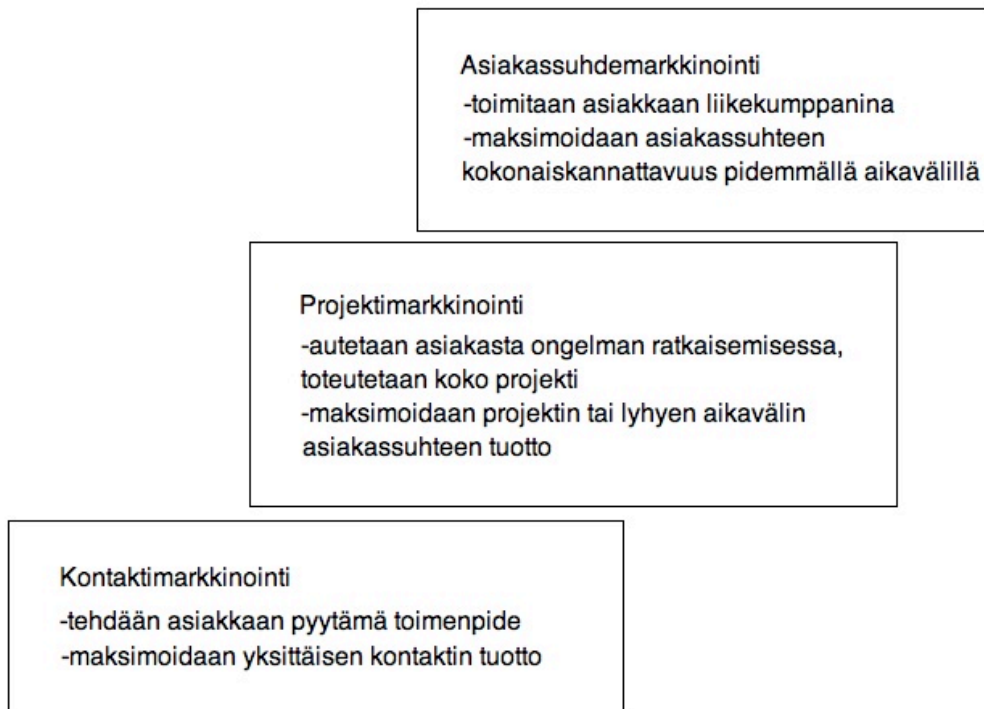 Asiakassuhdemarkkinointi
-toimitaan asiakkaan liikekumppanina
-maksimoidaan asiakassuhteen
kokonaiskannattavuus pidemmällä aikavälillä
Projektimarkkinointi
-autetaan asiakasta ongelman ratkaisemisessa,
toteutetaan koko projekti
-maksimoidaan projektin tai lyhyen aikavälin
asiakassuhteen tuotto
Kontaktimarkkinointi
-tehdään asiakkaan pyytämä toimenpide
-maksimoidaan yksittäisen kontaktin tuotto